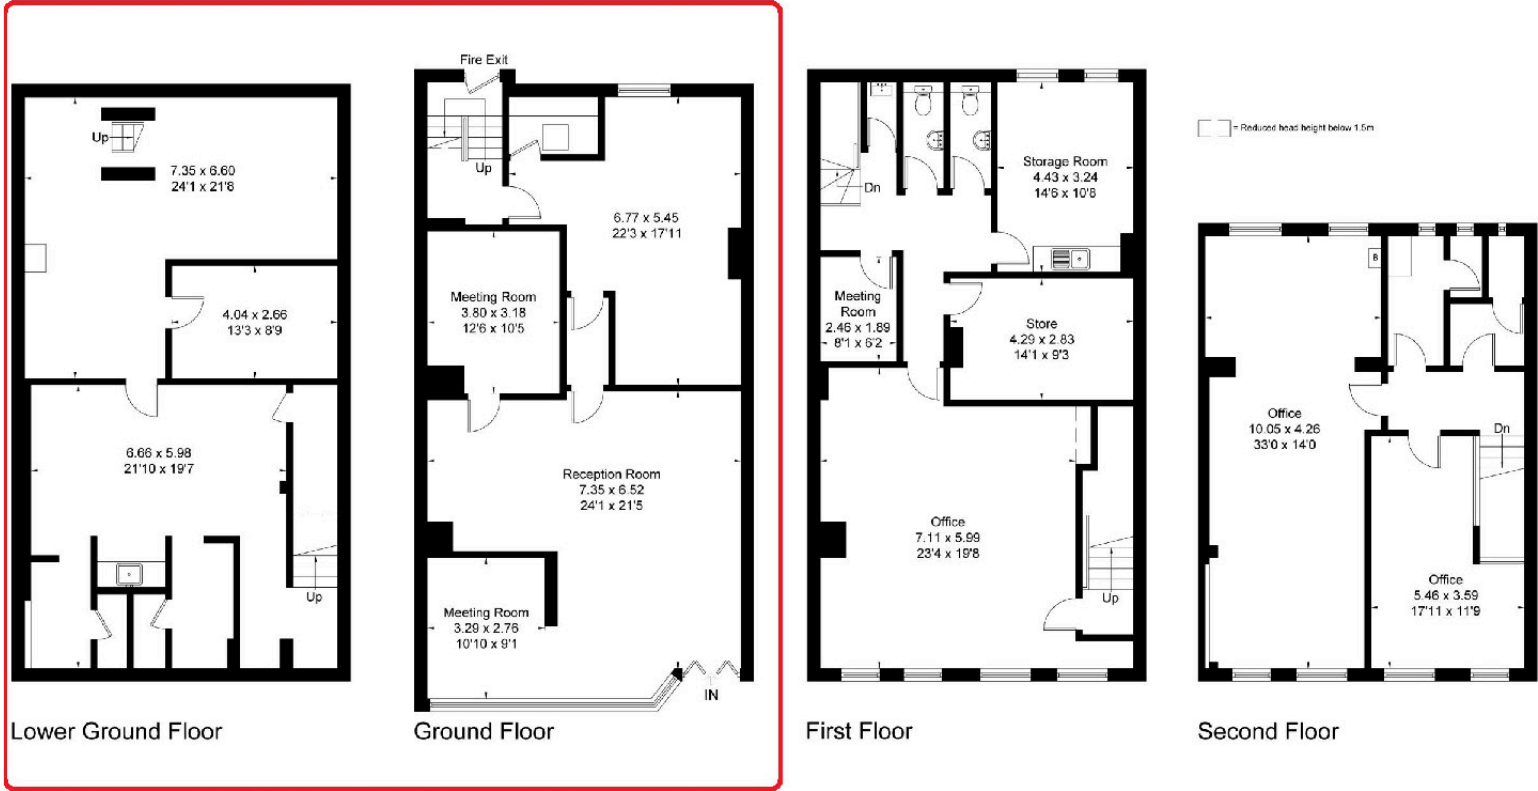 Up
7.35 x 6.60
24'1 x 21'8
4.04 x 2.66
13'3 x 8'9
6.66 x 5.98
21'10 x 19'7
Up
Lower Ground Floor
Fire Exit
Up
6.77 x 5.45
22'3 x 17'11
Meeting Room
3.80 x 3.18
12'6 x 10'5
Reception Room
7.35 x 6.52
24'1 x 21'5
Meeting Room
3.29 x 2.76
10'10 x 9'1
IN
Ground Floor
Dn
Storage Room
4.43 x 3.24
14'6 x 10'8
Meeting
Room
2.46 x 1.89
8'1 x 6'2
Store
4.29 x 2.83
14'1 x 9'3
Office
7.11 x 5.99
23'4 x 19'8
Up
First Floor
= Reduced head height below 1.5m
B
Office
10.05 x 4.26
33'0 x 14'0
Dn
Office
5.46 x 3.59
17'11 x 11'9
Second Floor